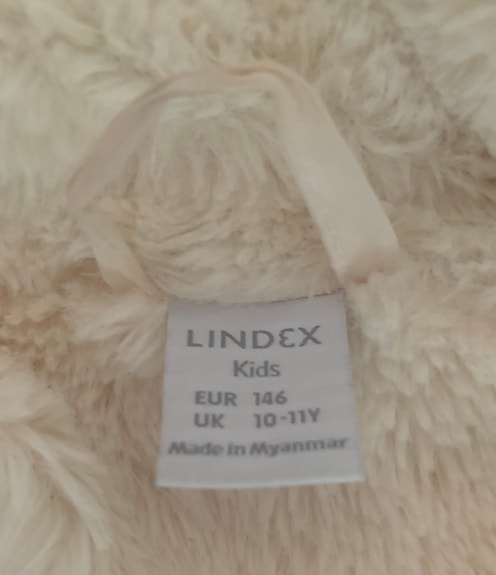 LINDEX
Kids
EUR 146
UK 10-11Y
Made in Myanmar